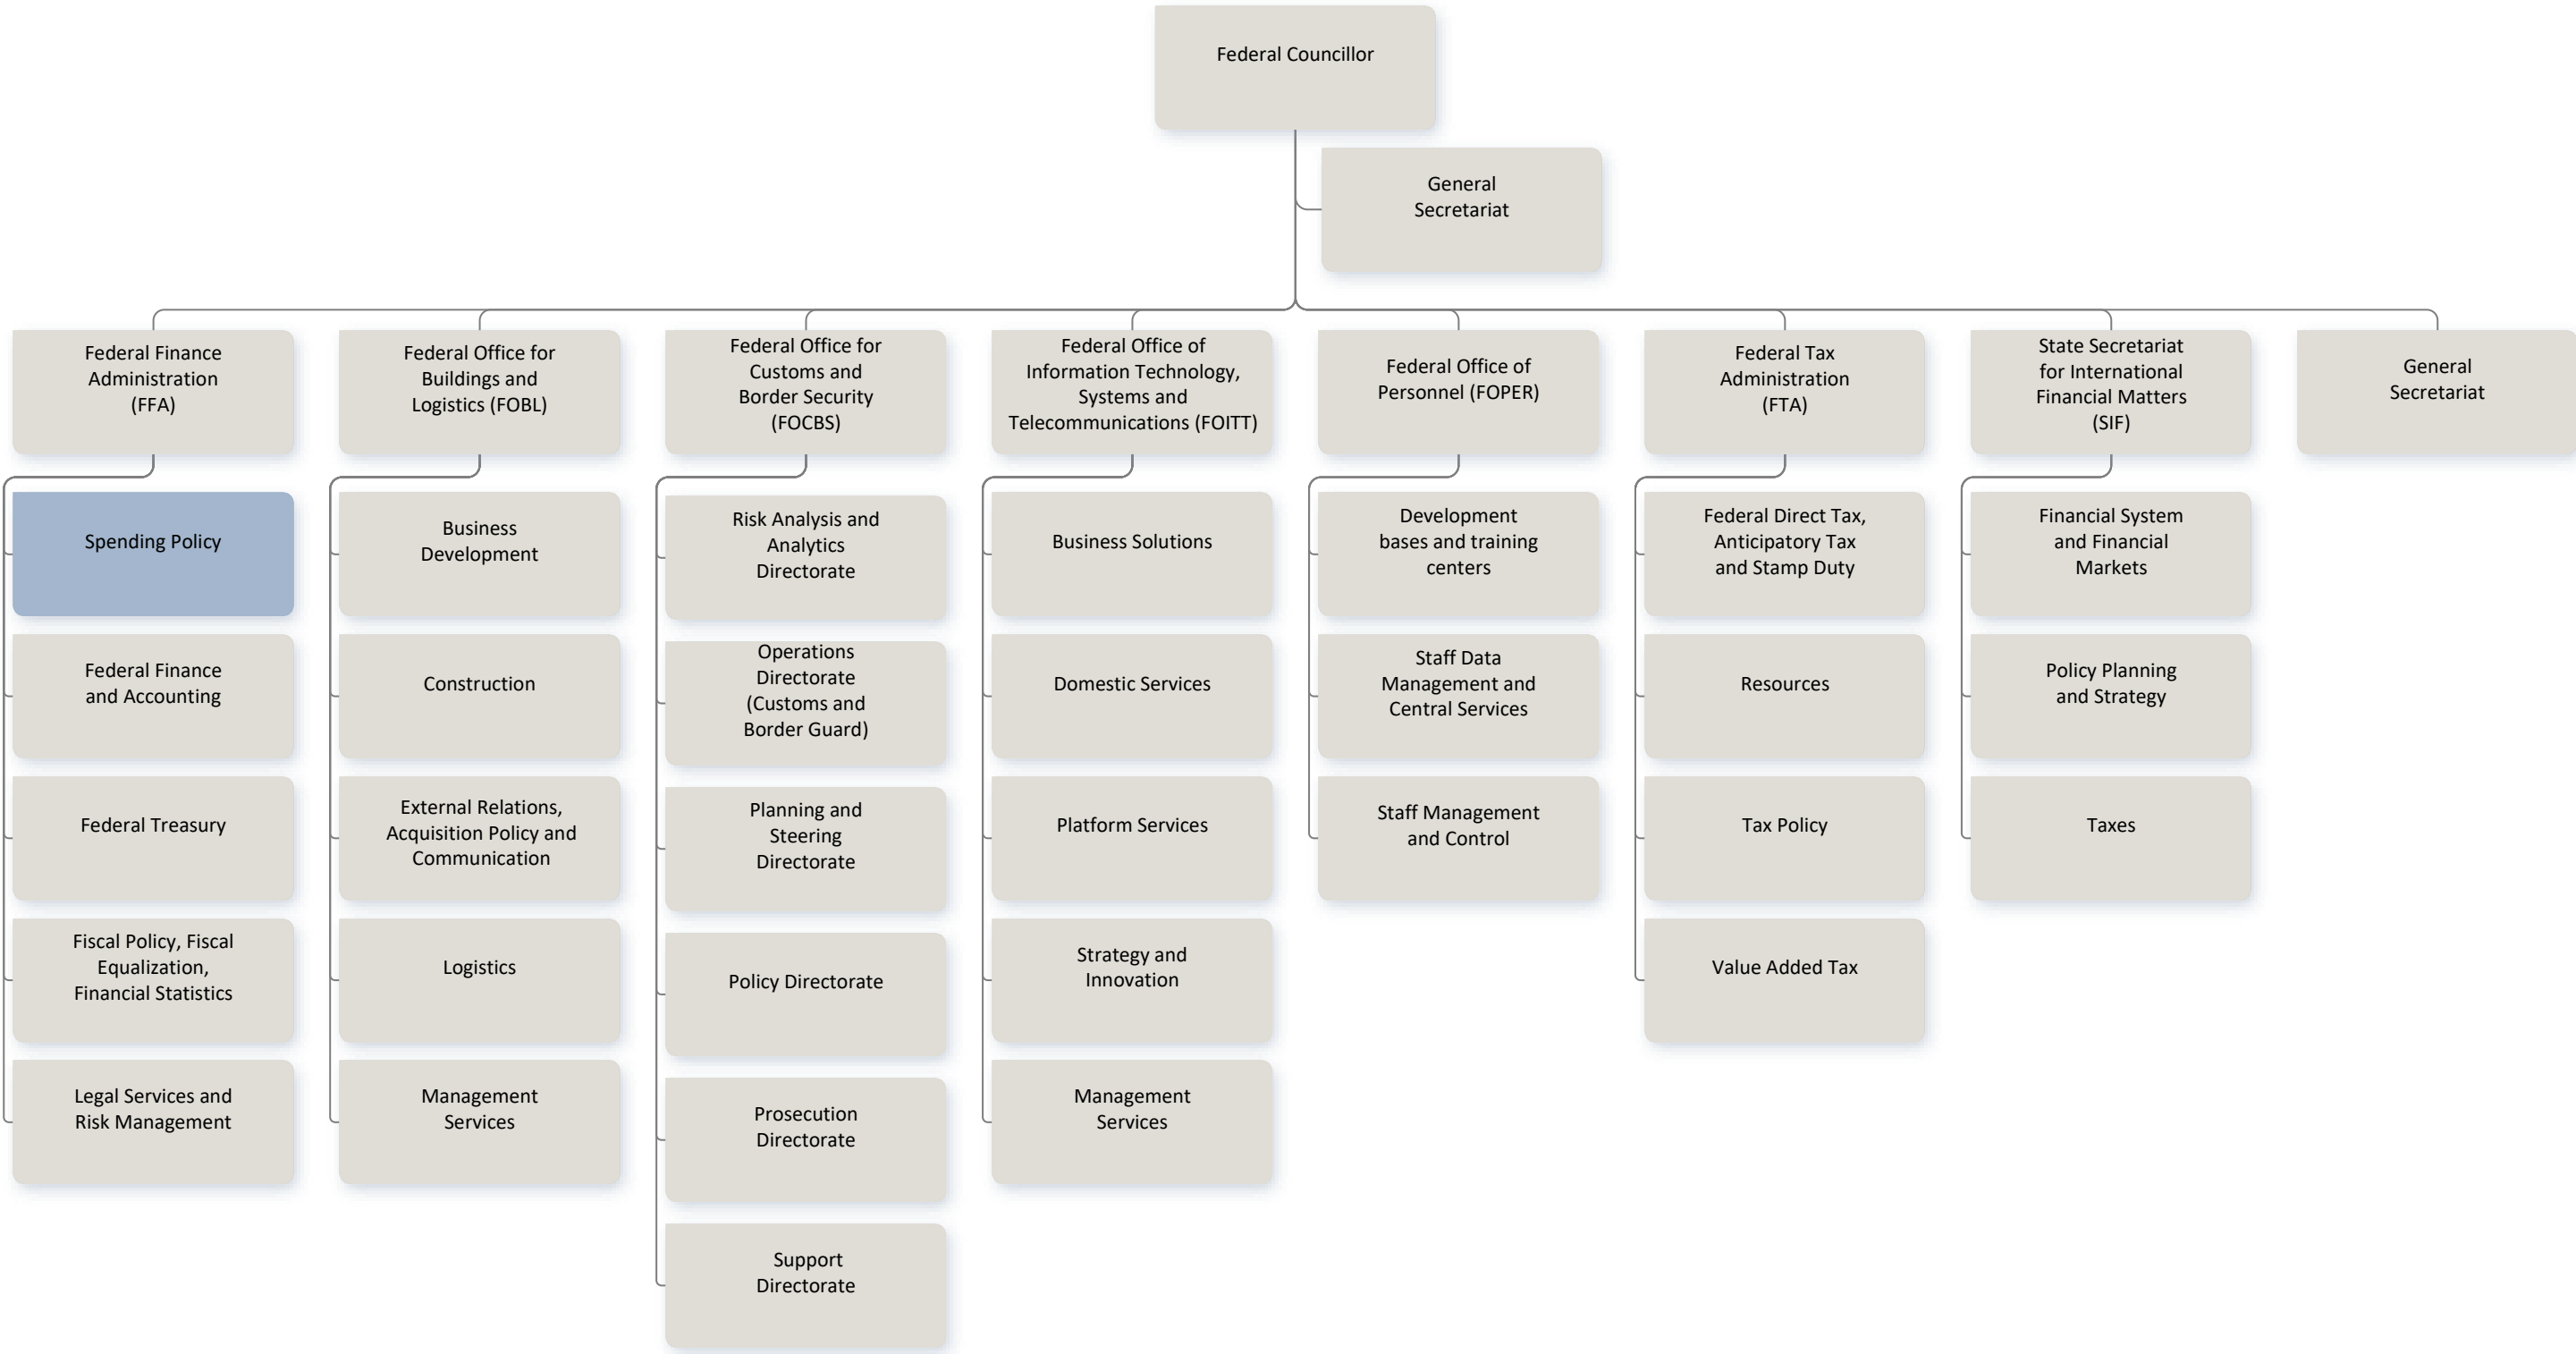 Federal Councillor
General
Secretariat
Federal Finance
Administration
(FFA)
Federal Office for
Buildings and
Logistics (FOBL)
Federal Office for
Customs and
Border Security
(FOCBS)
Federal Office of
Information Technology,
Systems and
Telecommunications (FOITT)
Federal Office of
Personnel (FOPER)
Federal Tax
Administration
(FTA)
State Secretariat
for International
Financial Matters
(SIF)
General
Secretariat
Spending Policy
Federal Finance
and Accounting
Federal Treasury
Fiscal Policy, Fiscal
Equalization,
Financial Statistics
Legal Services and
Risk Management
Business
Development
Construction
External Relations,
Acquisition Policy and
Communication
Logistics
Management
Services
Risk Analysis and
Analytics
Directorate
Operations
Directorate
(Customs and
Border Guard)
Planning and
Steering
Directorate
Policy Directorate
Prosecution
Directorate
Support
Directorate
Business Solutions
Domestic Services
Platform Services
Strategy and
Innovation
Management
Services
Development
bases and training
centers
Staff Data
Management and
Central Services
Staff Management
and Control
Federal Direct Tax,
Anticipatory Tax
and Stamp Duty
Resources
Tax Policy
Value Added Tax
Financial System
and Financial
Markets
Policy Planning
and Strategy
Taxes